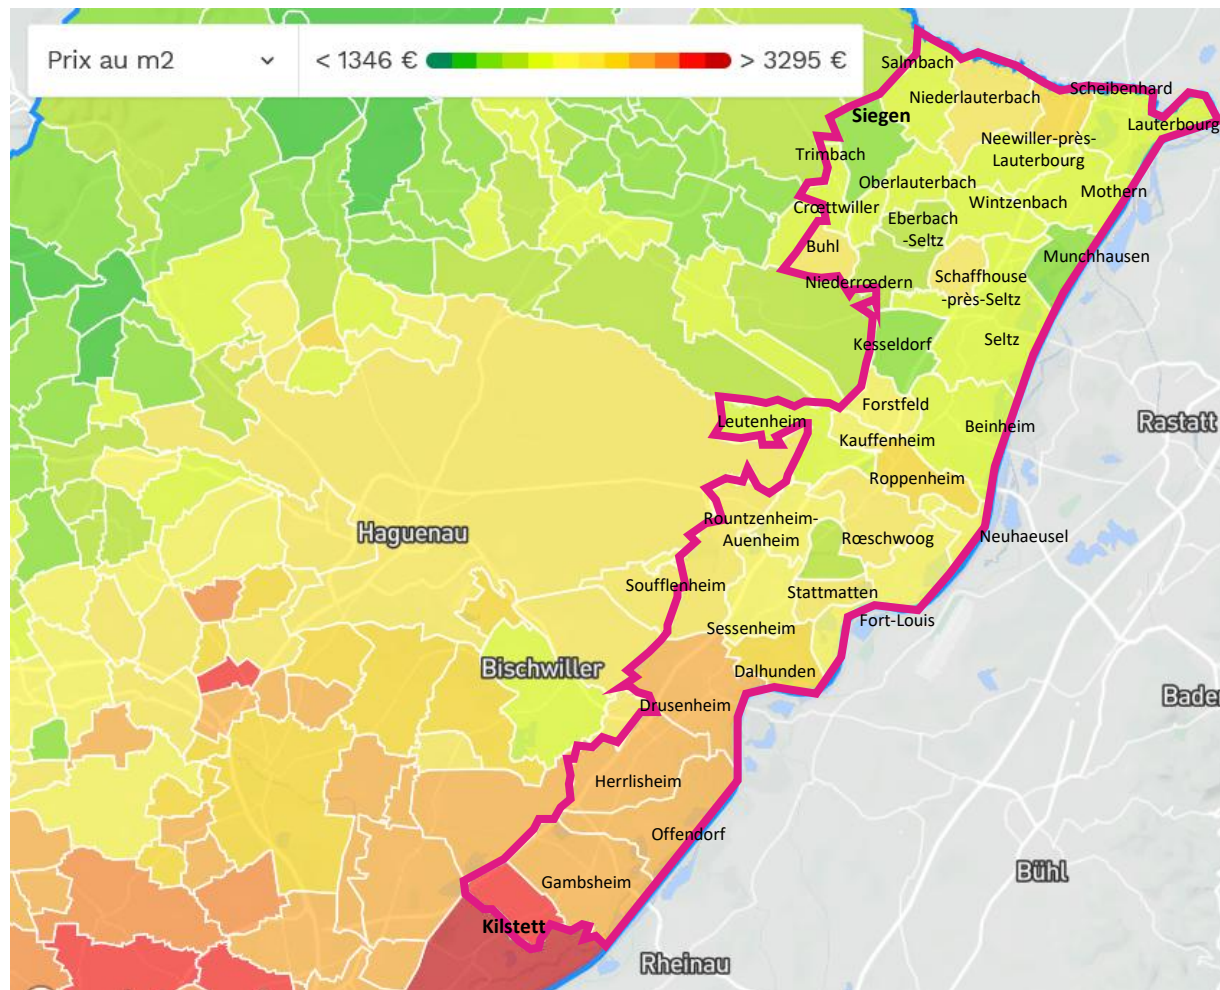 Prix au m2
< 1346 €
> 3295 €
Salmbach
Niederlauterbach
Scheibenhard
Siegen
Lauterbourg
Neewiller-près-
Lauterbourg
Trimbach
Oberlauterbach
Mothern
Wintzenbach
Crœttwiller
Eberbach
-Seltz
Buhl
Munchhausen
Niederrœdern
Schaffhouse
-près-Seltz
Kesseldorf
Seltz
Forstfeld
Leutenheim
Rastatt
Beinheim
Kauffenheim
Roppenheim
Rountzenheim-
Auenheim
Haguenau
Rœschwoog
Neuhaeusel
Soufflenheim
Stattmatten
Sessenheim
Fort-Louis
Bischwiller
Dalhunden
Drusenheim
Bade
Herrlisheim
Offendorf
Bühl
Gambsheim
Kilstett
Rheinau